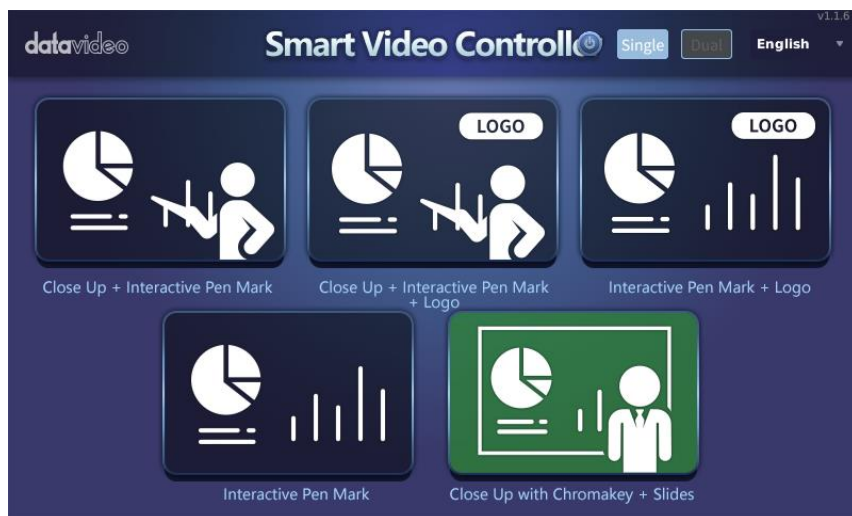 v1.1.6
datavideo
Smart Video Controlle
Single
Dual
English
LOGO
LOGO
Close Up + Interactive Pen Mark
Close Up + Interactive Pen Mark
+ Logo
Interactive Pen Mark + Logo
Interactive Pen Mark
Close Up with Chromakey + Slides